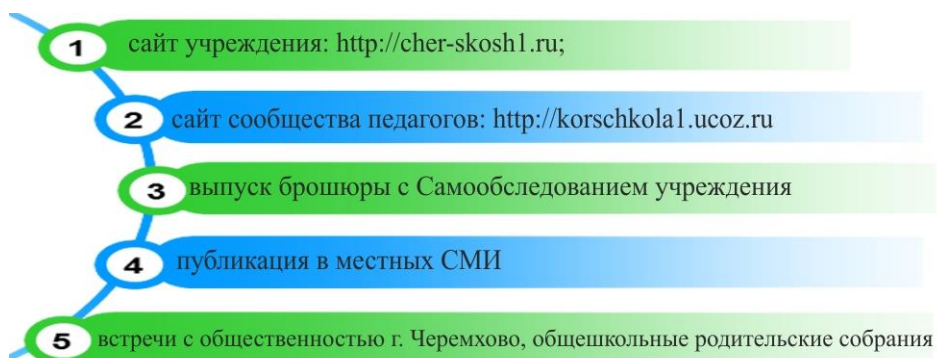 1 сайт учреждения: http://cher-skosh1.ru;
2 сайт сообщества педагогов: http://korschkola1.ucoz.ru
3 выпуск брошюры с Самообследованием учреждения
4 публикация в местных СМИ
5 встречи с общественностью г. Черемхово, общешкольные родительские собрания